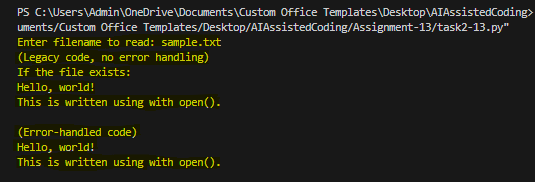 PS C:\Users\Admin\OneDrive\Documents\Custom Office Templates\Desktop\AIAssistedCoding>
uments/Custom Office Templates/Desktop/AIAssistedCoding/Assignment-13/task2-13.py"
Enter filename to read: sample.txt
(Legacy code, no error handling)
If the file exists:
Hello, world!
This is written using with open().
(Error-handled code)
Hello, world!
This is written using with open().